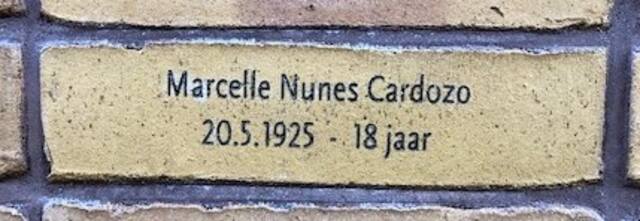 Marcelle Nunes Cardozo
20.5.1925 - 18 jaar